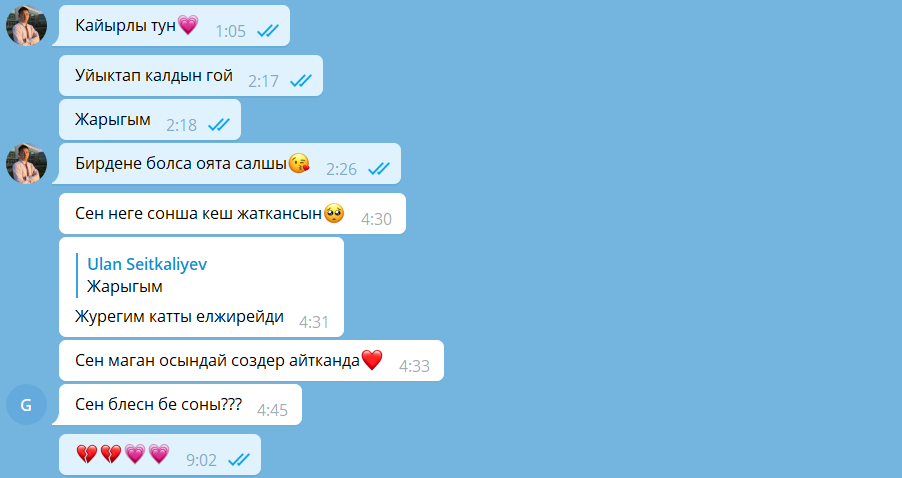 Кайырлы тун💗 1:05
Уйыктап калдын гой 2:17
Жарыгым 2:18
Бирдене болса оята салшы😘 2:26
Сен неге сонша кеш жаткансын🥺 4:30
Ulan Seitkaliyev
Жарыгым
Журегим катты елжирейди 4:31
Сен маган осындай создер айтканда❤️ 4:33
G Сен блесн бе соны??? 4:45
💔💔💗💗 9:02